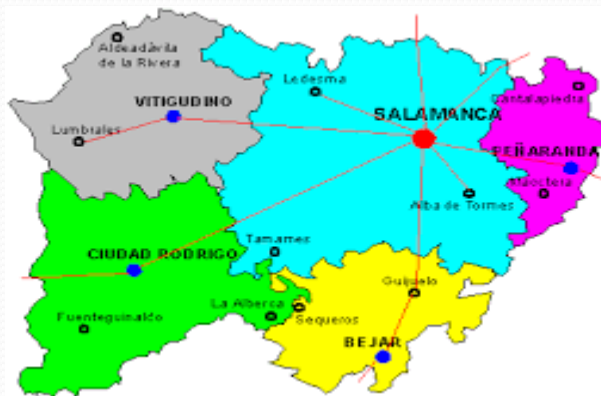 Aldeadávila
de la Rivera
Ledesma
VITIGUDINO
SALAMANCA
Cantalapiedra
Lumbrales
PEÑARANDA
Macotera
Alba de Tormes
Tamames
CIUDAD RODRIGO
Guijuelo
La Alberca
Sequeros
Fuenteguinaldo
BEJAR